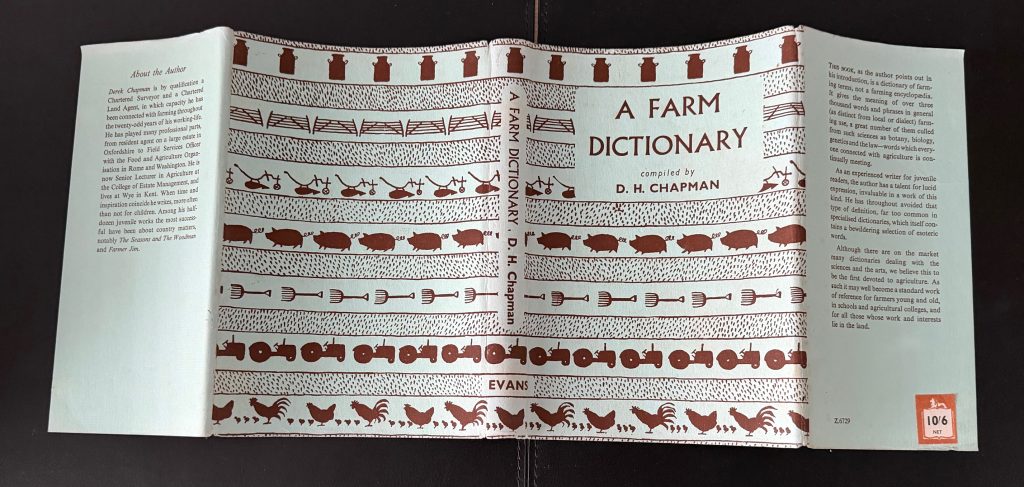 About the Author
Derek Chapman is by qualification a
Chartered Surveyor and a Chartered
Land Agent, in which capacity he has
been connected with farming throughout
the twenty-odd years of his working-life.
He has played many professional parts,
from resident agent on a large estate in
Oxfordshire to Field Services Officer
with the Food and Agriculture Organ-
isation in Rome and Washington. He is
now Senior Lecturer in Agriculture at
the College of Estate Management, and
lives at Wye in Kent. When time and
inspiration coincide he writes, more often
than not for children. Among his half-
dozen juvenile works the most success-
ful have been about country matters,
notably The Seasons and The Woodman
and Farmer Jim.
A FARM DICTIONARY D. H. Chapman
EVANS
A FARM
DICTIONARY
compiled by
D. H. CHAPMAN
THIS BOOK, as the author points out in
his introduction, is a dictionary of farm-
ing terms, not a farming encyclopædia.
It gives the meaning of over three
thousand words and phrases in general
(as distinct from local or dialect) farm-
ing use, a great number of them culled
from such sciences as botany, biology,
genetics and the law—words which every-
one connected with agriculture is con-
tinually meeting.
As an experienced writer for juvenile
readers, the author has a talent for lucid
expression, invaluable in a work of this
kind. He has throughout avoided that
type of definition, far too common in
specialised dictionaries, which itself con-
tains a bewildering selection of esoteric
words.
Although there are on the market
many dictionaries dealing with the
sciences and the arts, we believe this to
be the first devoted to agriculture. As
such it may well become a standard work
of reference for farmers young and old,
in schools and agricultural colleges, and
for all those whose work and interests
lie in the land.
Z.6729
10/6
NET